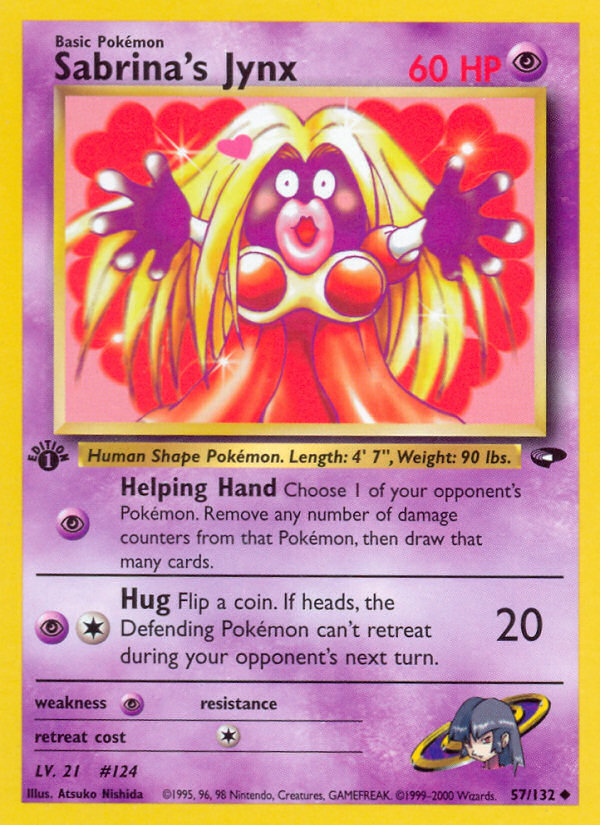 Basic Pokémon
Sabrina's Jynx 60 HP
EDITION
1
Human Shape Pokémon. Length: 4' 7", Weight: 90 lbs.
Helping Hand Choose 1 of your opponent's
Pokémon. Remove any number of damage
counters from that Pokémon, then draw that
many cards.
Hug Flip a coin. If heads, the
Defending Pokémon can't retreat
during your opponent's next turn.
20
weakness resistance
retreat cost
LV. 21 #124
Illus. Atsuko Nishida ©1995, 96, 98 Nintendo, Creatures, GAMEFREAK. ©1999-2000 Wizards. 57/132